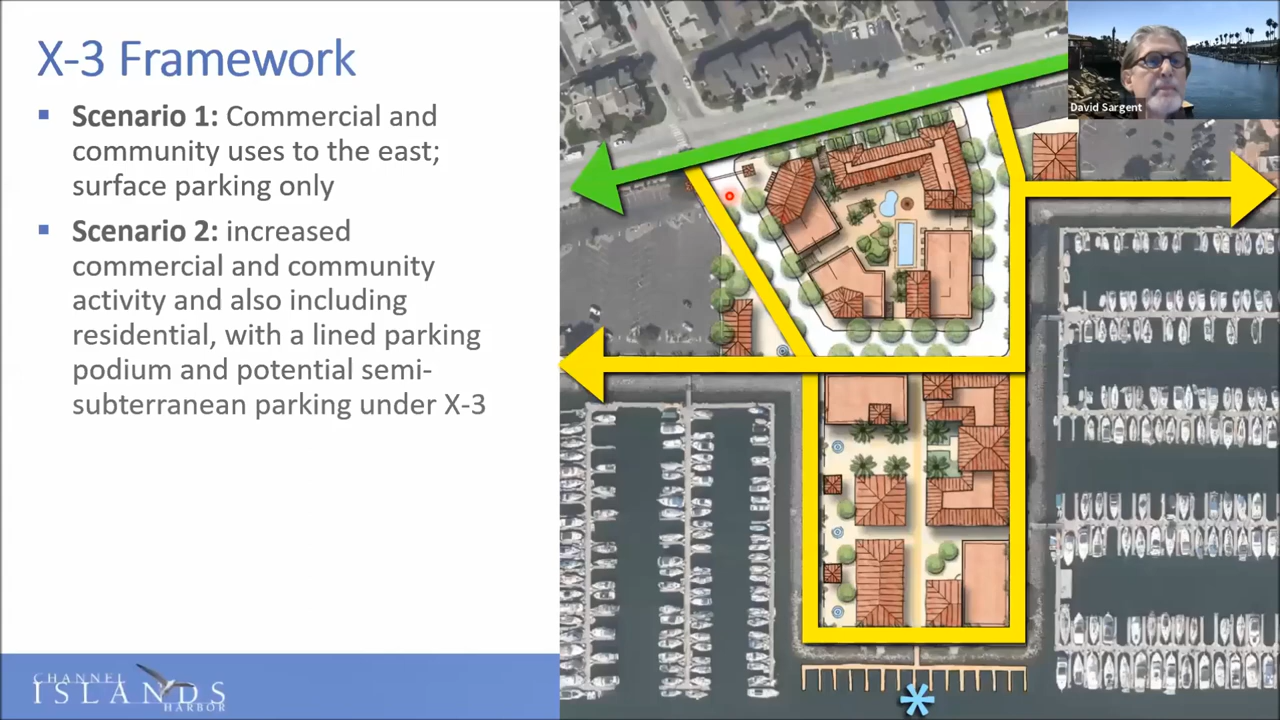 X-3 Framework
Scenario 1: Commercial and
community uses to the east;
surface parking only
Scenario 2: increased
commercial and community
activity and also including
residential, with a lined parking
podium and potential semi-
subterranean parking under X-3
CHANNEL
ISLANDS
HARBOR
David Sargent